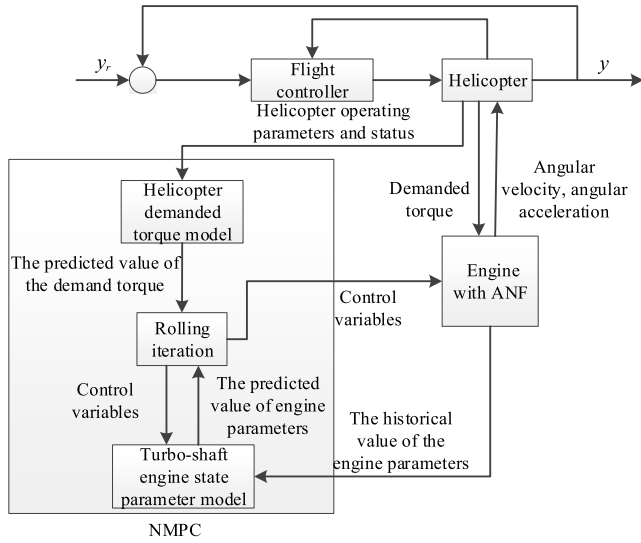 yr
Flight
controller
Helicopter
y
Helicopter operating
parameters and status
Helicopter
demanded
torque model
Demanded
torque
Angular
velocity, angular
acceleration
The predicted value of
the demand torque
Engine
with ANF
Control
variables
Rolling
iteration
Control
variables
The predicted
value of engine
parameters
The historical
value of the
engine parameters
Turbo-shaft
engine state
parameter model
NMPC